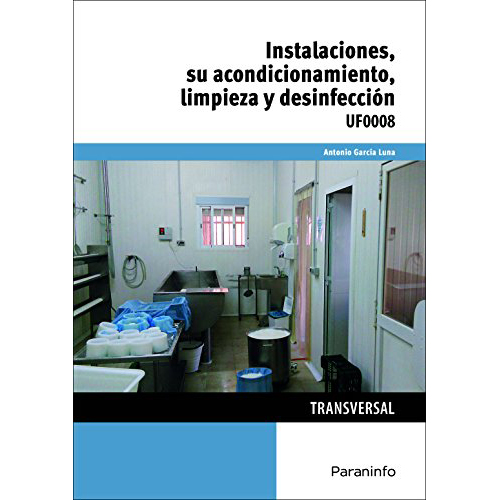 Instalaciones,
su acondicionamiento,
limpieza y desinfección
UF0008
Antonio García Luna
TRANSVERSAL
Paraninfo